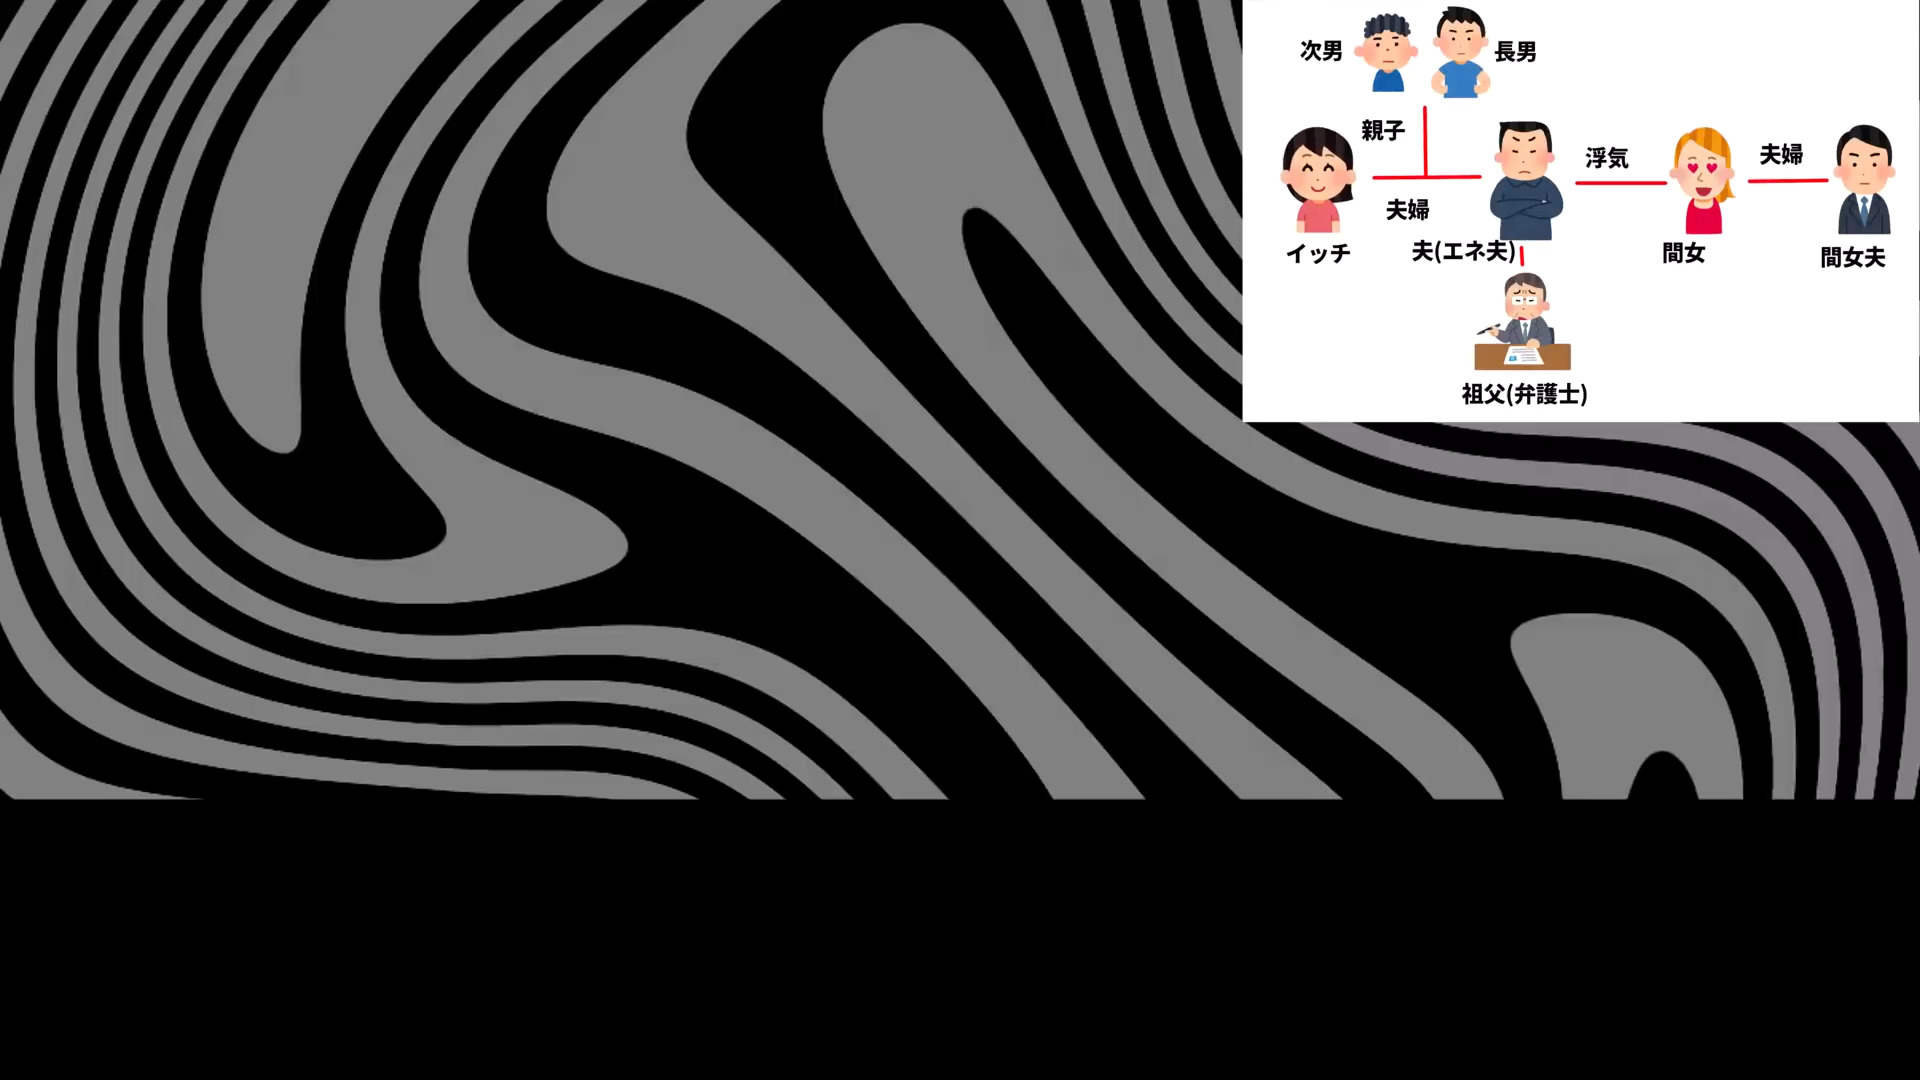 次男
長男
親子
浮気
夫婦
夫婦
イッチ
夫(エネ夫)
間女
間女夫
祖父(弁護士)